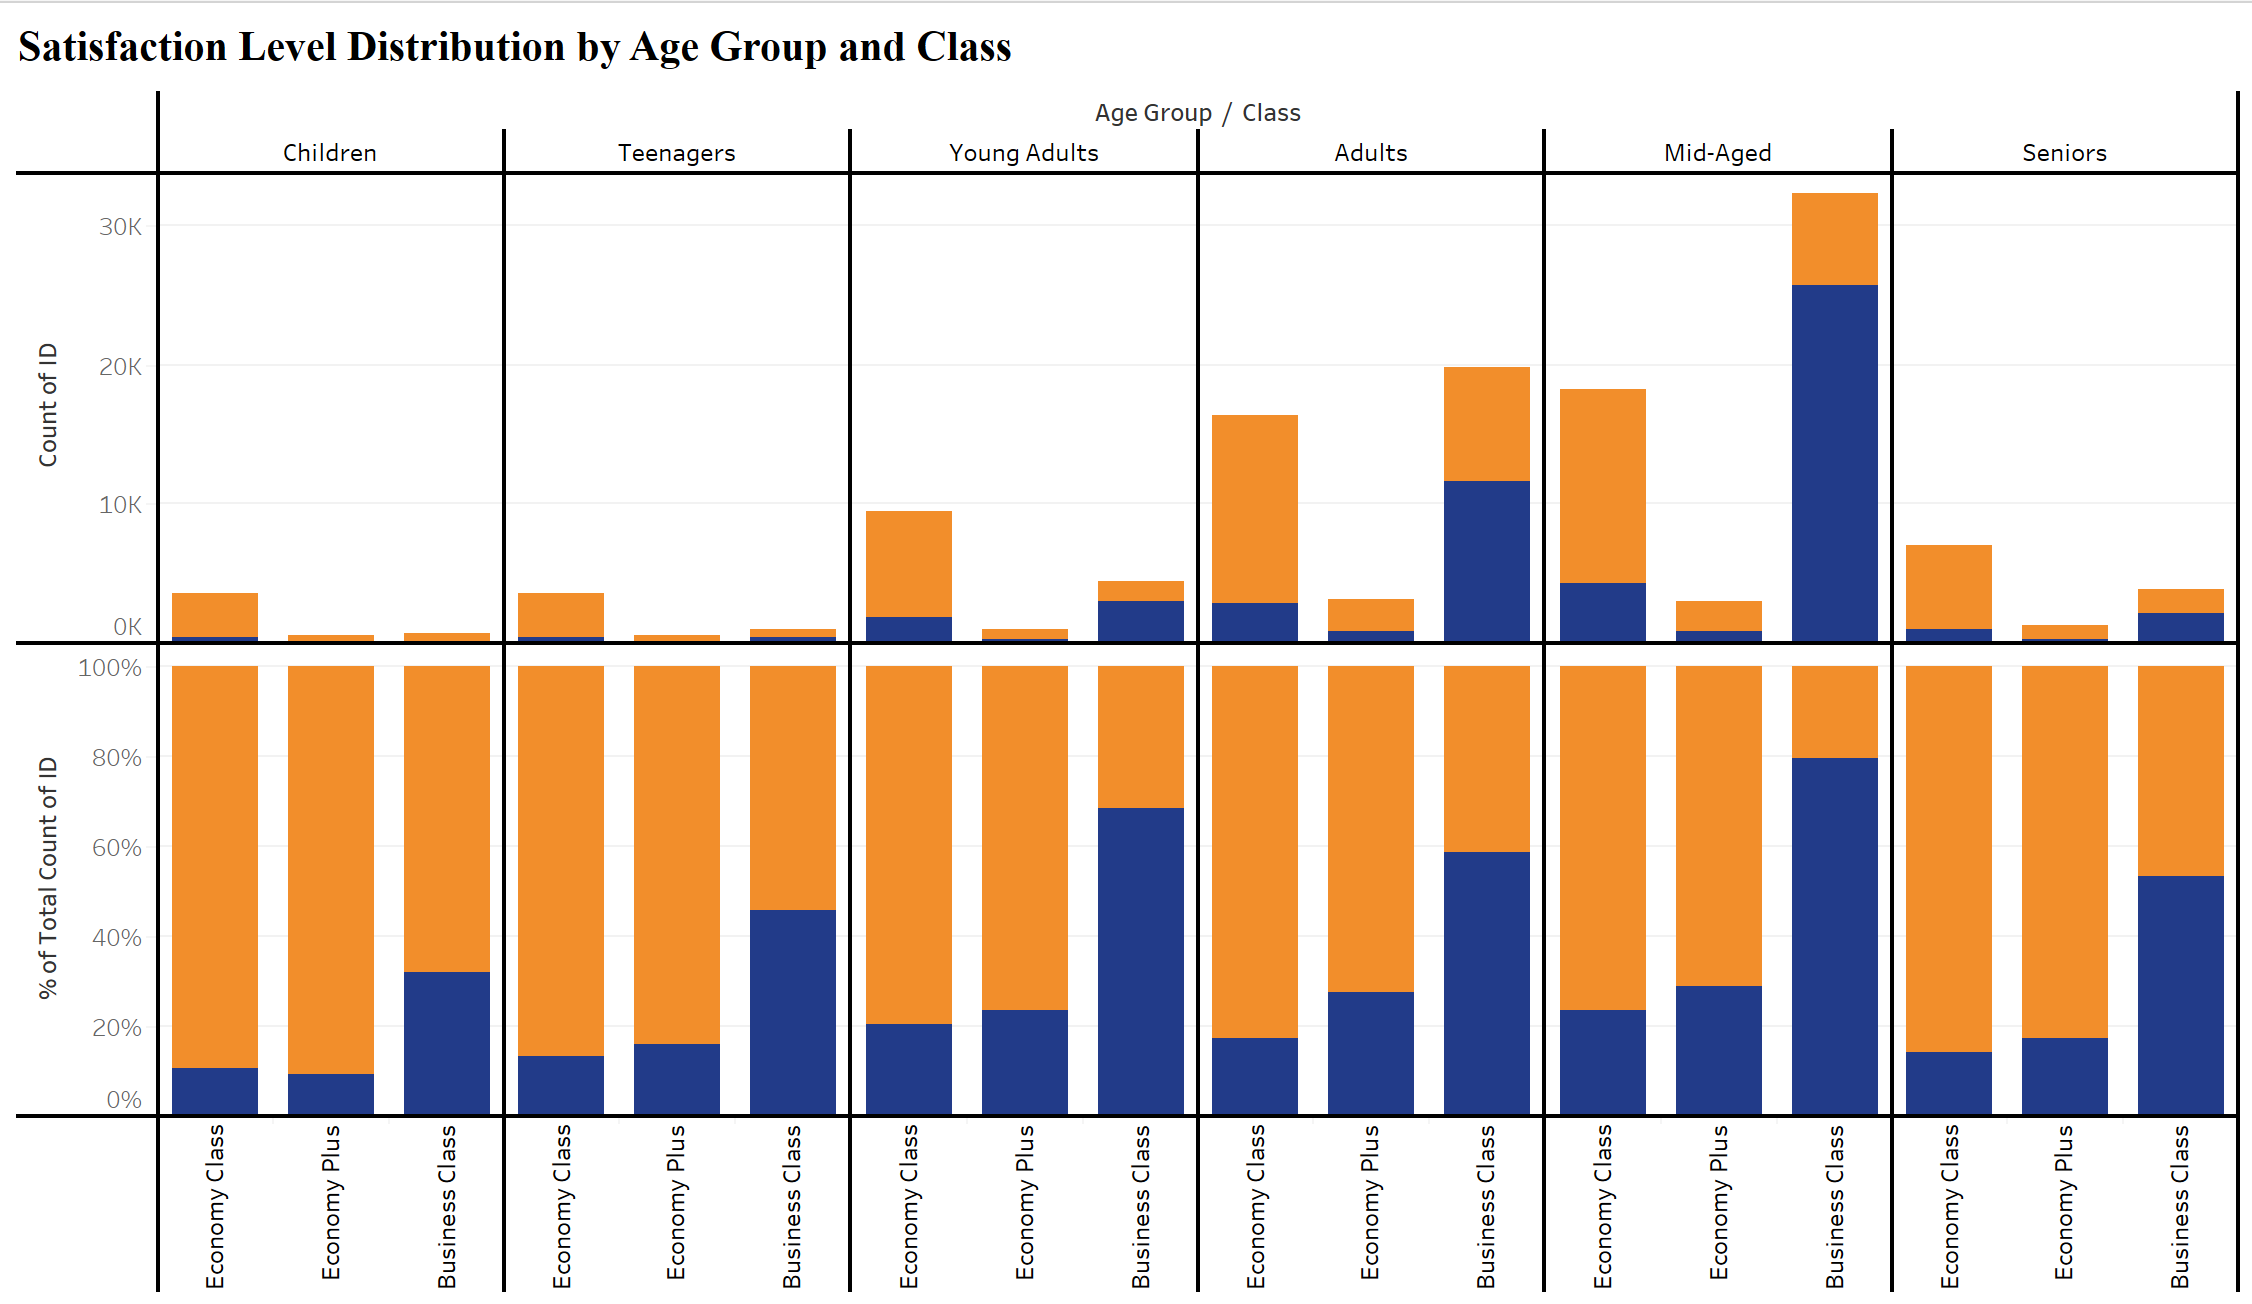 Satisfaction Level Distribution by Age Group and Class
Age Group / Class
Children
Teenagers
Young Adults
Adults
Mid-Aged
Seniors
Count of ID
30K
20K
10K
0K
% of Total Count of ID
100%
80%
60%
40%
20%
0%
Economy Class
Economy Plus
Business Class
Economy Class
Economy Plus
Business Class
Economy Class
Economy Plus
Business Class
Economy Class
Economy Plus
Business Class
Economy Class
Economy Plus
Business Class
Economy Class
Economy Plus
Business Class